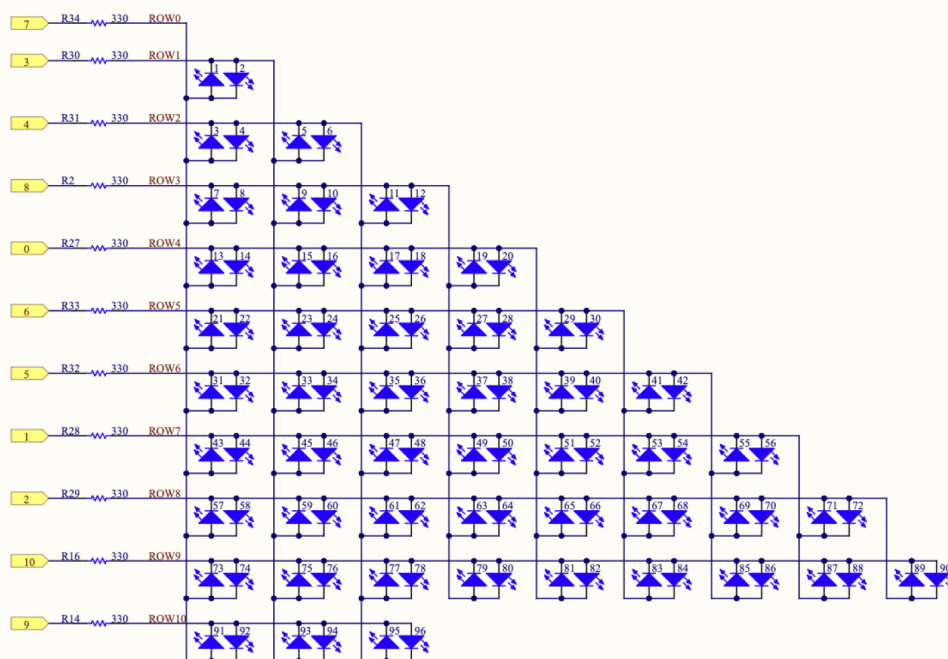 7 R34 330 ROW0
3 R30 330 ROW1
1 2
4 R31 330 ROW2
3 4 5 6
8 R2 330 ROW3
7 8 9 10 11 12
0 R27 330 ROW4
13 14 15 16 17 18 19 20
6 R33 330 ROW5
21 22 23 24 25 26 27 28 29 30
5 R32 330 ROW6
31 32 33 34 35 36 37 38 39 40 41 42
1 R28 330 ROW7
43 44 45 46 47 48 49 50 51 52 53 54 55 56
2 R29 330 ROW8
57 58 59 60 61 62 63 64 65 66 67 68 69 70 71 72
10 R16 330 ROW9
73 74 75 76 77 78 79 80 81 82 83 84 85 86 87 88 89 90
9 R14 330 ROW10
91 92 93 94 95 96